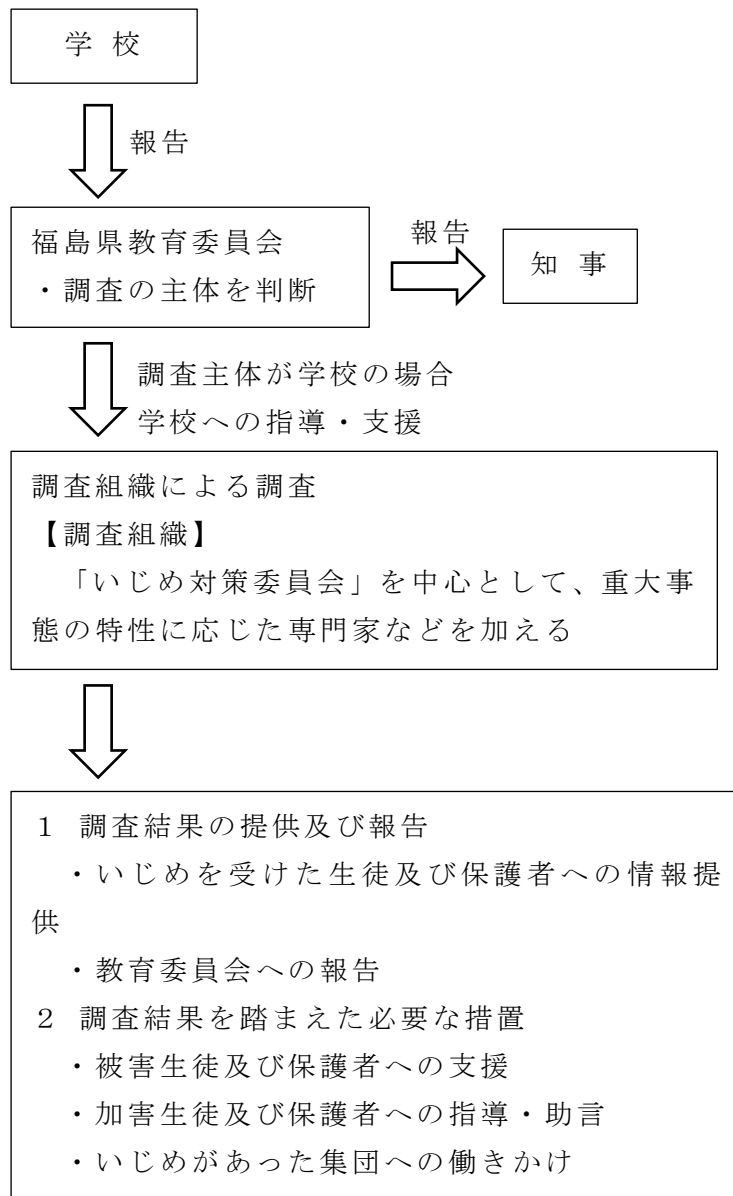 学 校
報告
福島県教育委員会
・調査の主体を判断
報告
知 事
調査主体が学校の場合
学校への指導・支援
調査組織による調査
【調査組織】
「いじめ対策委員会」を中心として、重大事
態の特性に応じた専門家などを加える
1 調査結果の提供及び報告
・いじめを受けた生徒及び保護者への情報提
供
・教育委員会への報告
2 調査結果を踏まえた必要な措置
・被害生徒及び保護者への支援
・加害生徒及び保護者への指導・助言
・いじめがあった集団への働きかけ